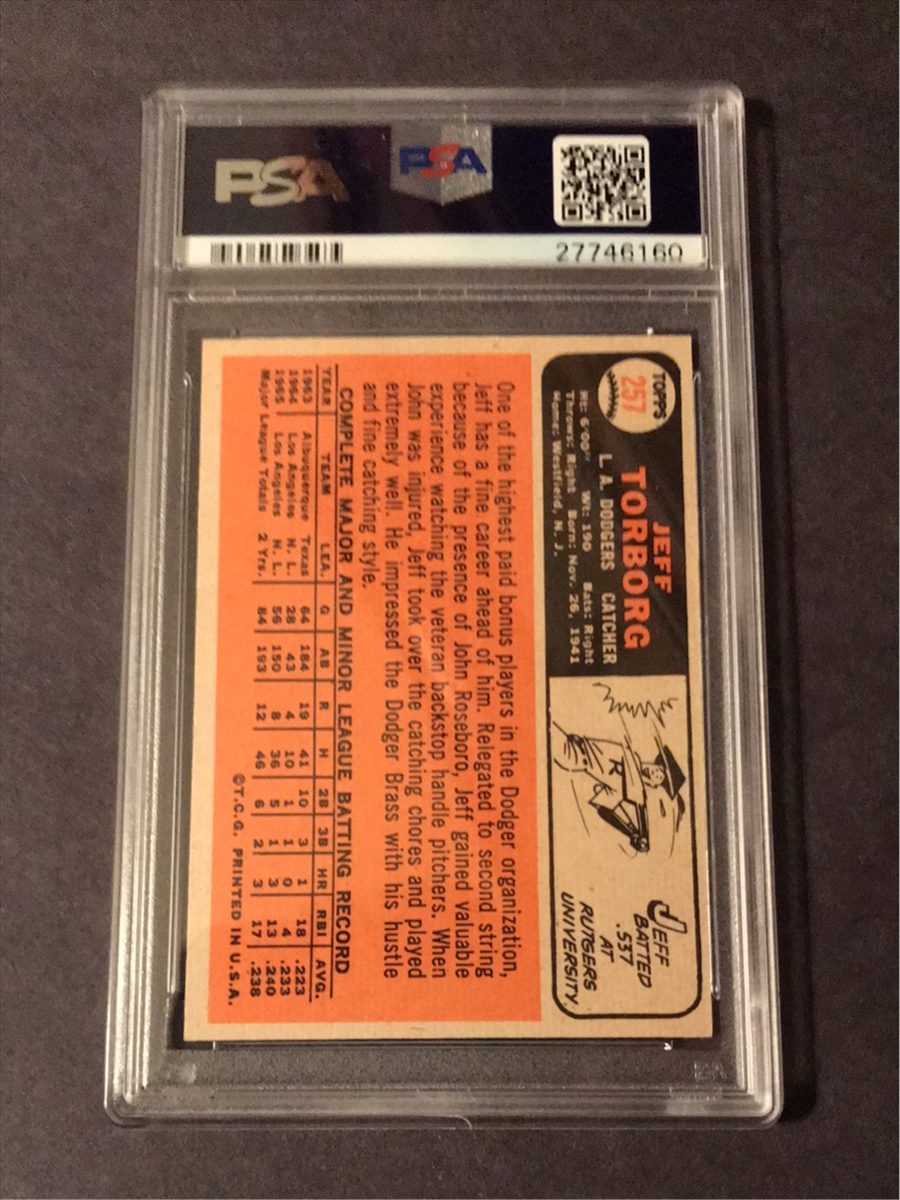 PSA
PSA
27746160
TOPPS
257
JEFF
TORBORG
L. A. DODGERS CATCHER
Ht: 6'00" Wt: 190 Bats: Right
Throws: Right Born: Nov. 26, 1941
Home: Westfield, N. J.
R
JEFF
BATTED
.537
AT
RUTGERS
UNIVERSITY.
One of the highest paid bonus players in the Dodger organization,
Jeff has a fine career ahead of him. Relegated to second string
because of the presence of John Roseboro, Jeff gained valuable
experience watching the veteran backstop handle pitchers. When
John was injured, Jeff took over the catching chores and played
extremely well. He impressed the Dodger Brass with his hustle
and fine catching style.
COMPLETE MAJOR AND MINOR LEAGUE BATTING RECORD
YEAR TEAM LEA. G AB R H 2B 3B HR RBI AVG.
1963 Albuquerque Texas 64 184 19 41 10 3 1 18 .223
1964 Los Angeles N. L. 28 43 4 10 1 1 0 4 .233
1965 Los Angeles N. L. 56 150 8 36 5 1 3 13 .240
Major League Totals 2 Yrs. 84 193 12 46 6 2 3 17 .238
©T.C.G. PRINTED IN U.S.A.